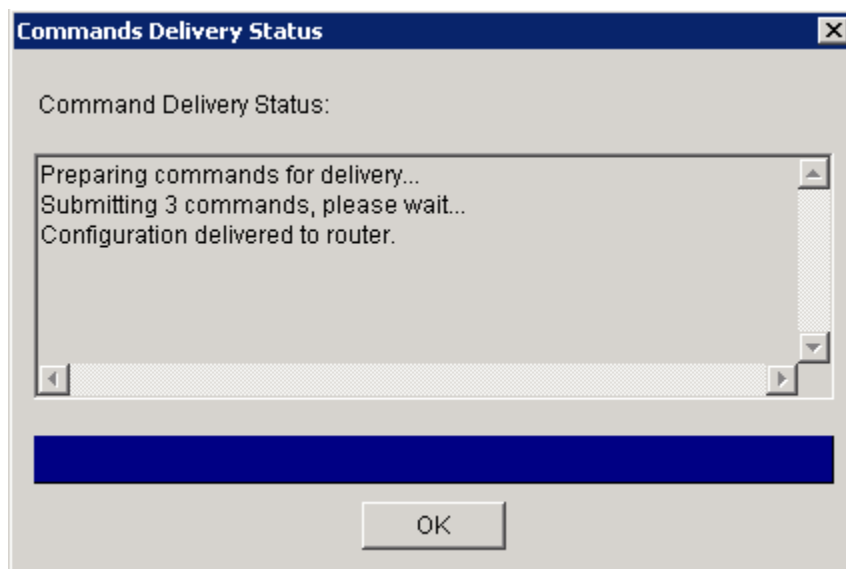 Commands Delivery Status
Command Delivery Status:
Preparing commands for delivery...
Submitting 3 commands, please wait...
Configuration delivered to router.
OK